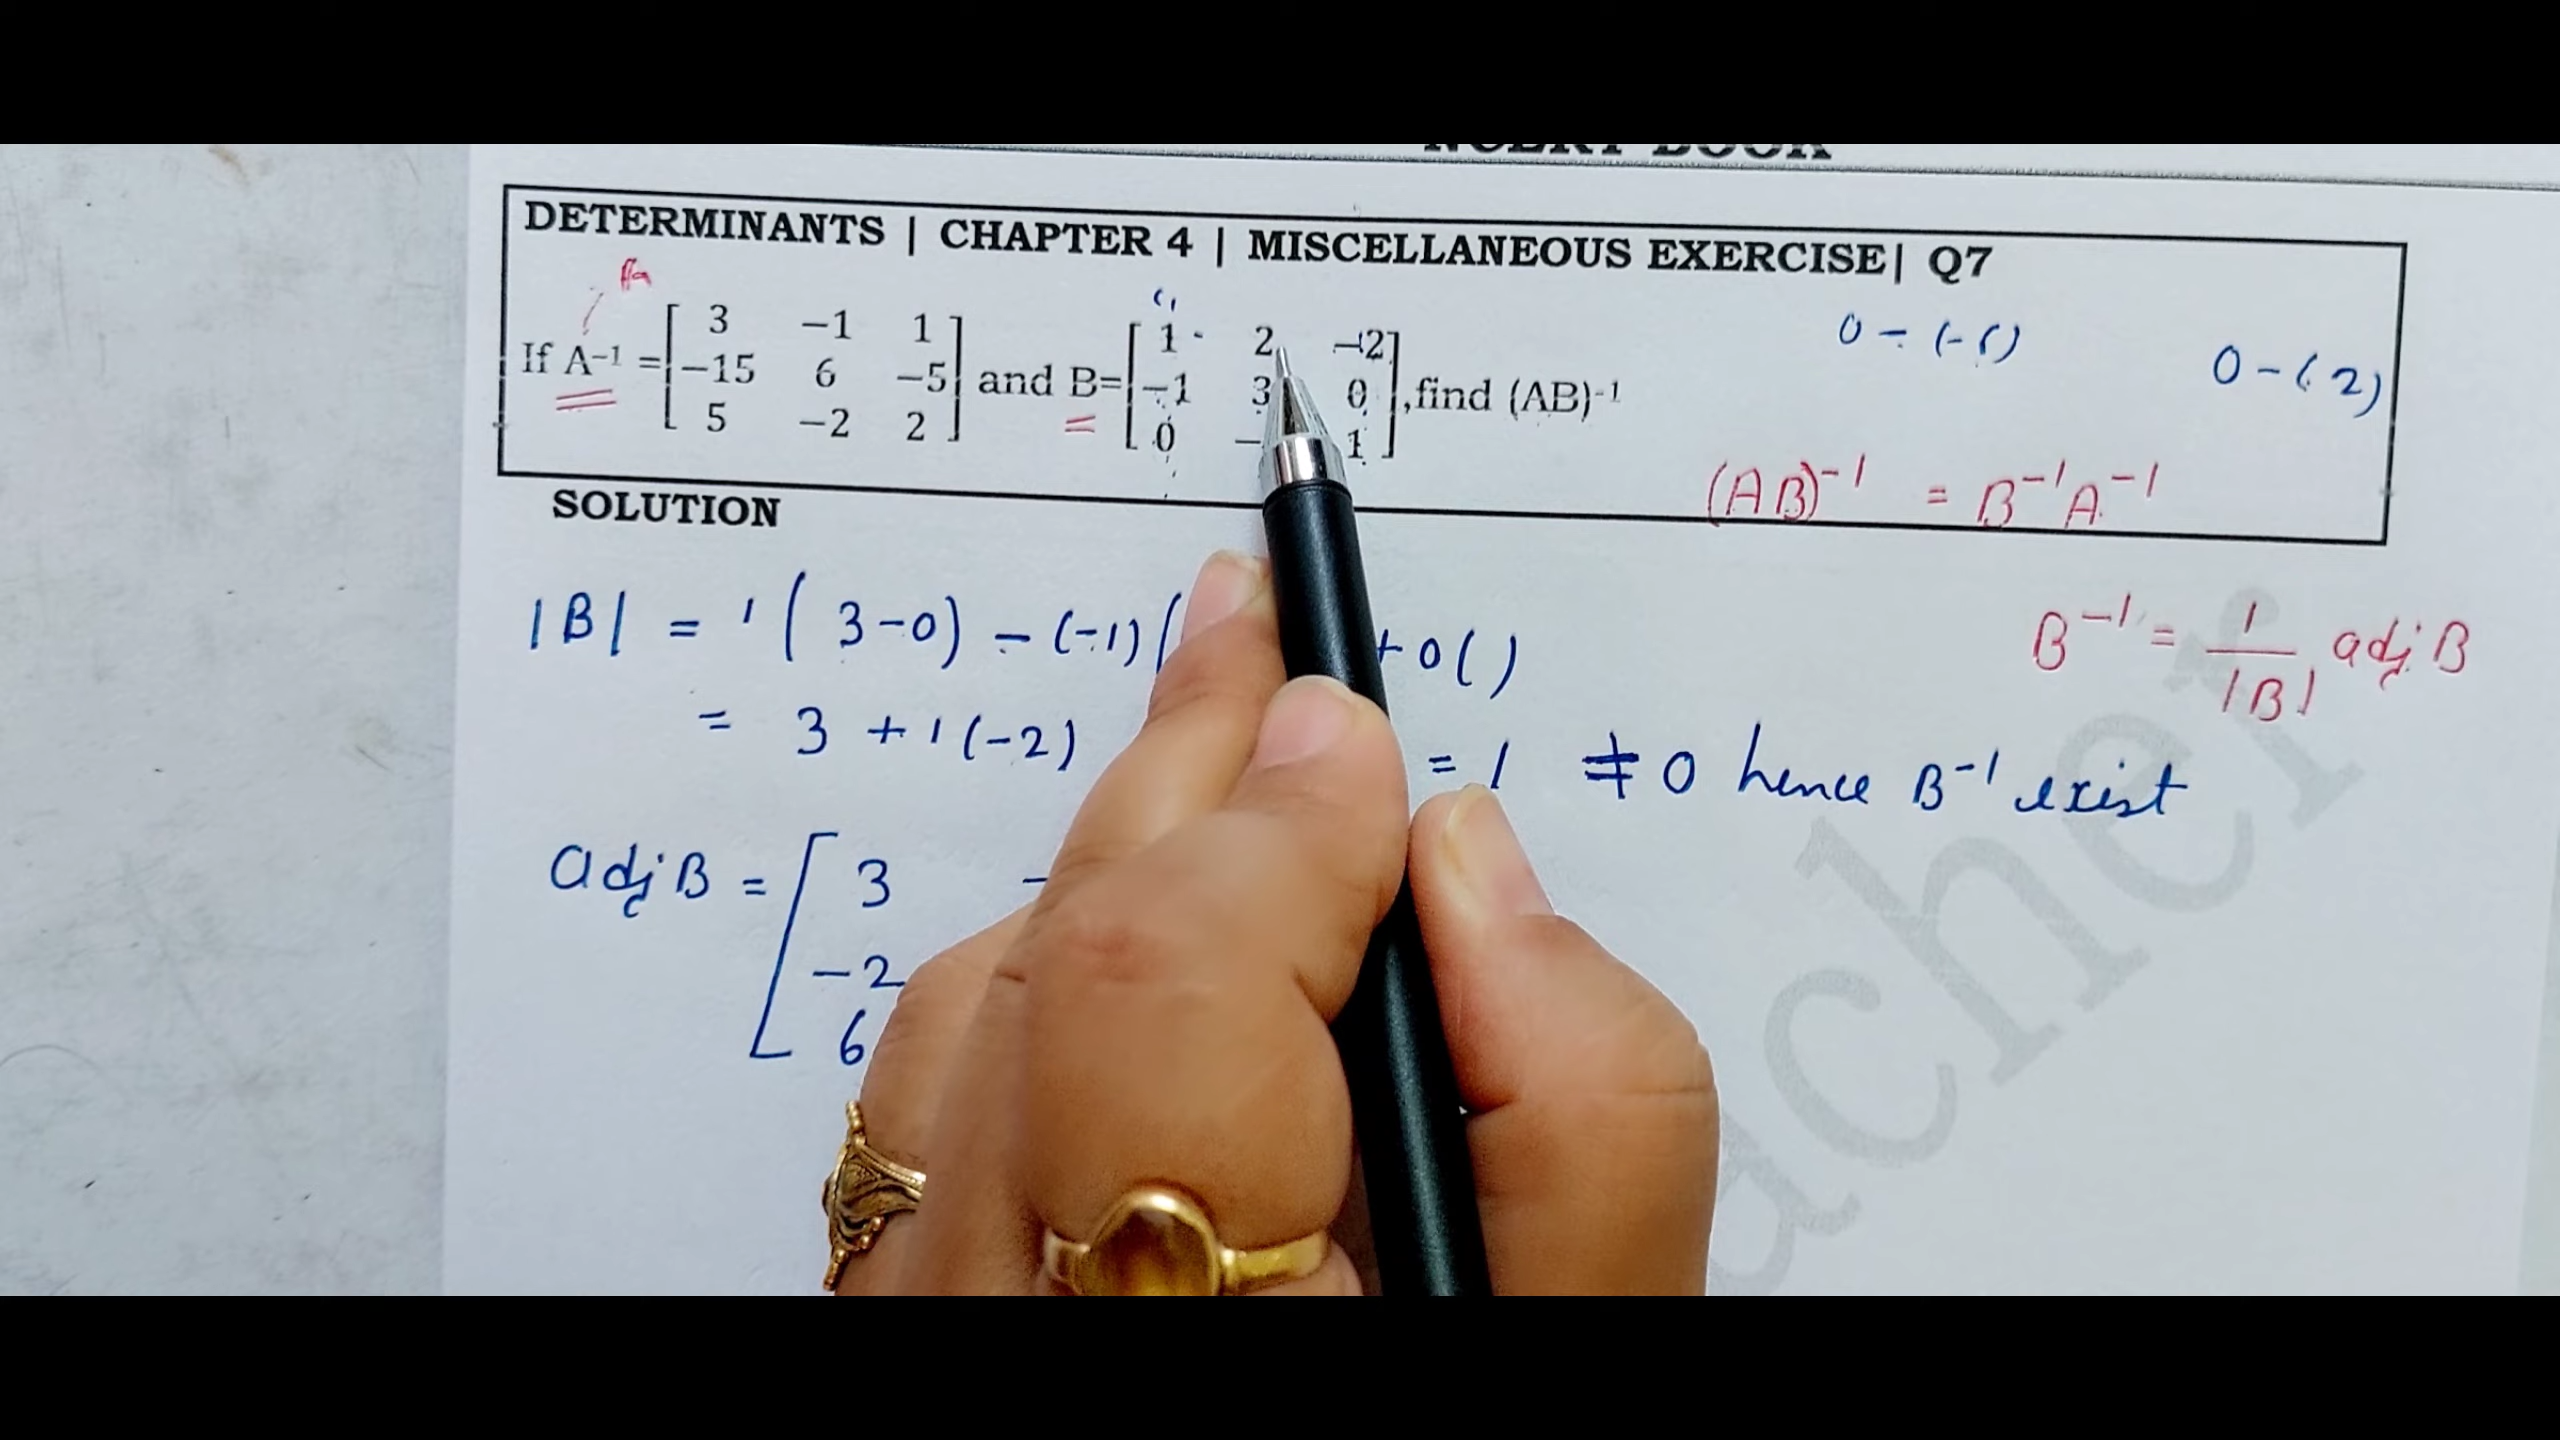 NCERT BOOK
DETERMINANTS | CHAPTER 4 | MISCELLANEOUS EXERCISE| Q7
If A⁻¹ = [3 −1 1; −15 6 −5; 5 −2 2] and B= [1 2 −2; −1 3 0; 0 − 1] ,find (AB)⁻¹
0 - (-1)
0 - ( 2)
(AB)⁻¹ = B⁻¹A⁻¹
SOLUTION
|B| = 1( 3-0) - (-1)( +0( )
B⁻¹ = 1/|B| adj B
= 3 + 1(-2) = 1 ≠ 0 hence B⁻¹ exist
adj B = [3 -
-2
6
acher